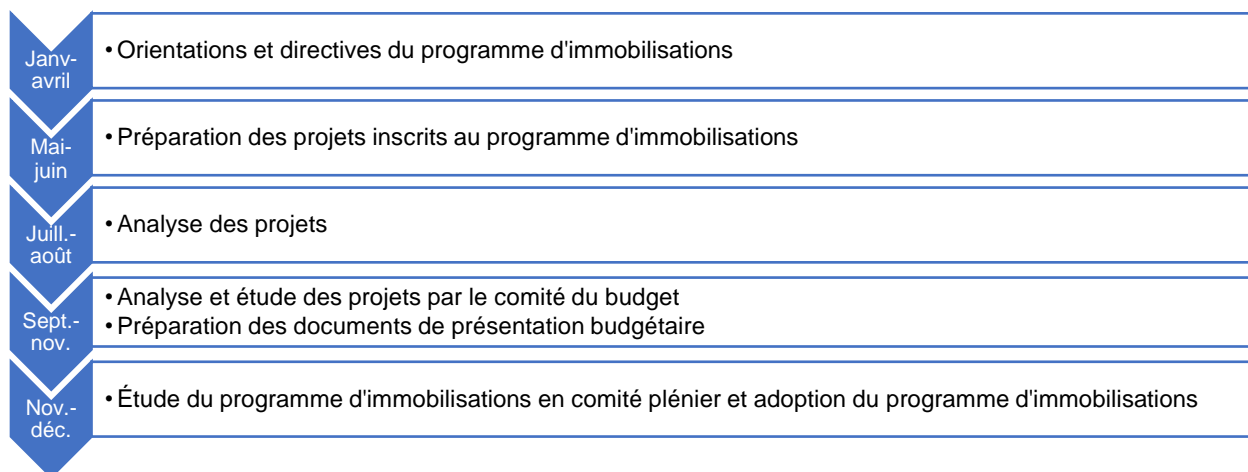 Janv-
avril
• Orientations et directives du programme d'immobilisations
Mai-
juin
• Préparation des projets inscrits au programme d'immobilisations
Juill.-
août
• Analyse des projets
Sept.-
nov.
• Analyse et étude des projets par le comité du budget
• Préparation des documents de présentation budgétaire
Nov.-
déc.
• Étude du programme d'immobilisations en comité plénier et adoption du programme d'immobilisations